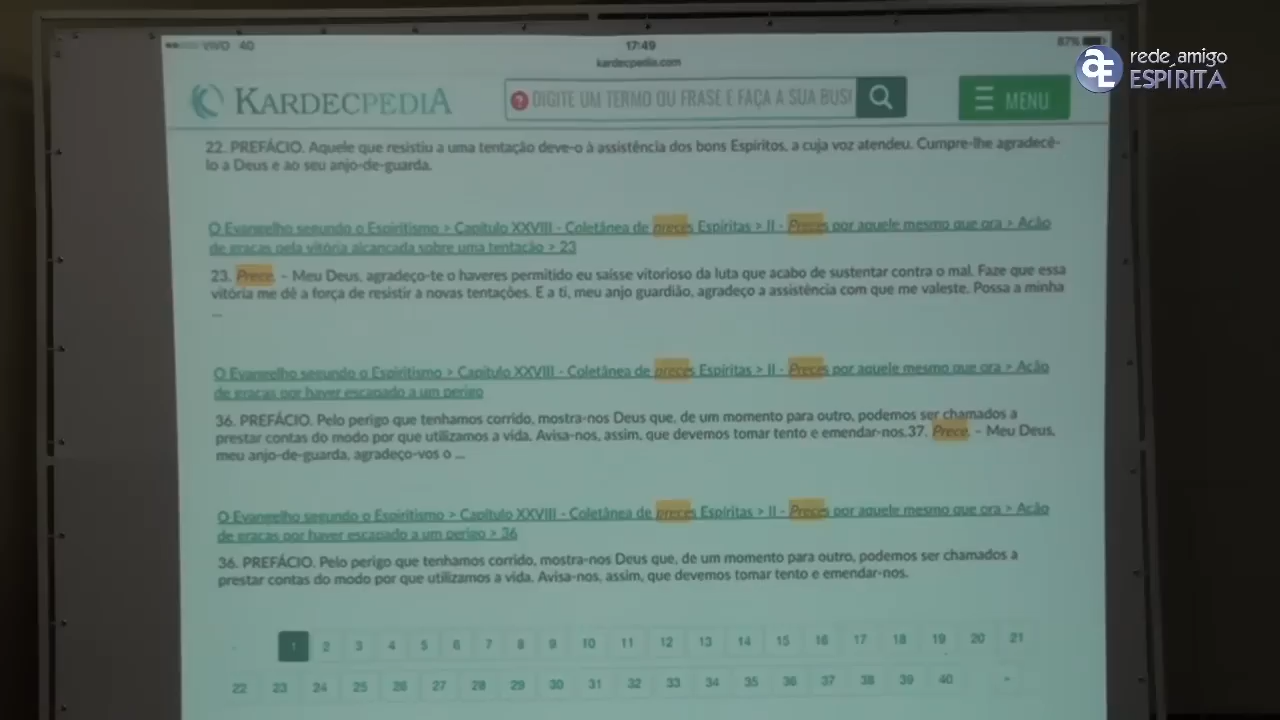 VIVO 4G 17:49 87%
kardecpedia.com
rede amigo
ESPÍRITA
KARDECPEDIA
? DIGITE UM TERMO OU FRASE E FAÇA A SUA BUS
MENU
22. PREFÁCIO. Aquele que resistiu a uma tentação deve-o à assistência dos bons Espíritos, a cuja voz atendeu. Cumpre-lhe agradecê-
lo a Deus e ao seu anjo-de-guarda.
O Evangelho segundo o Espiritismo > Capítulo XXVIII - Coletânea de preces Espíritas > II - Preces por aquele mesmo que ora > Ação
de graças pela vitória alcançada sobre uma tentação > 23
23. Prece. - Meu Deus, agradeço-te o haveres permitido eu saísse vitorioso da luta que acabo de sustentar contra o mal. Faze que essa
vitória me dê a força de resistir a novas tentações. E a ti, meu anjo guardião, agradeço a assistência com que me valeste. Possa a minha
...
O Evangelho segundo o Espiritismo > Capítulo XXVIII - Coletânea de preces Espíritas > II - Preces por aquele mesmo que ora > Ação
de graças por haver escapado a um perigo
36. PREFÁCIO. Pelo perigo que tenhamos corrido, mostra-nos Deus que, de um momento para outro, podemos ser chamados a
prestar contas do modo por que utilizamos a vida. Avisa-nos, assim, que devemos tomar tento e emendar-nos.37. Prece. - Meu Deus,
meu anjo-de-guarda, agradeço-vos o ...
O Evangelho segundo o Espiritismo > Capítulo XXVIII - Coletânea de preces Espíritas > II - Preces por aquele mesmo que ora > Ação
de graças por haver escapado a um perigo > 36
36. PREFÁCIO. Pelo perigo que tenhamos corrido, mostra-nos Deus que, de um momento para outro, podemos ser chamados a
prestar contas do modo por que utilizamos a vida. Avisa-nos, assim, que devemos tomar tento e emendar-nos.
1 2 3 4 5 6 7 8 9 10 11 12 13 14 15 16 17 18 19 20 21
22 23 24 25 26 27 28 29 30 31 32 33 34 35 36 37 38 39 40